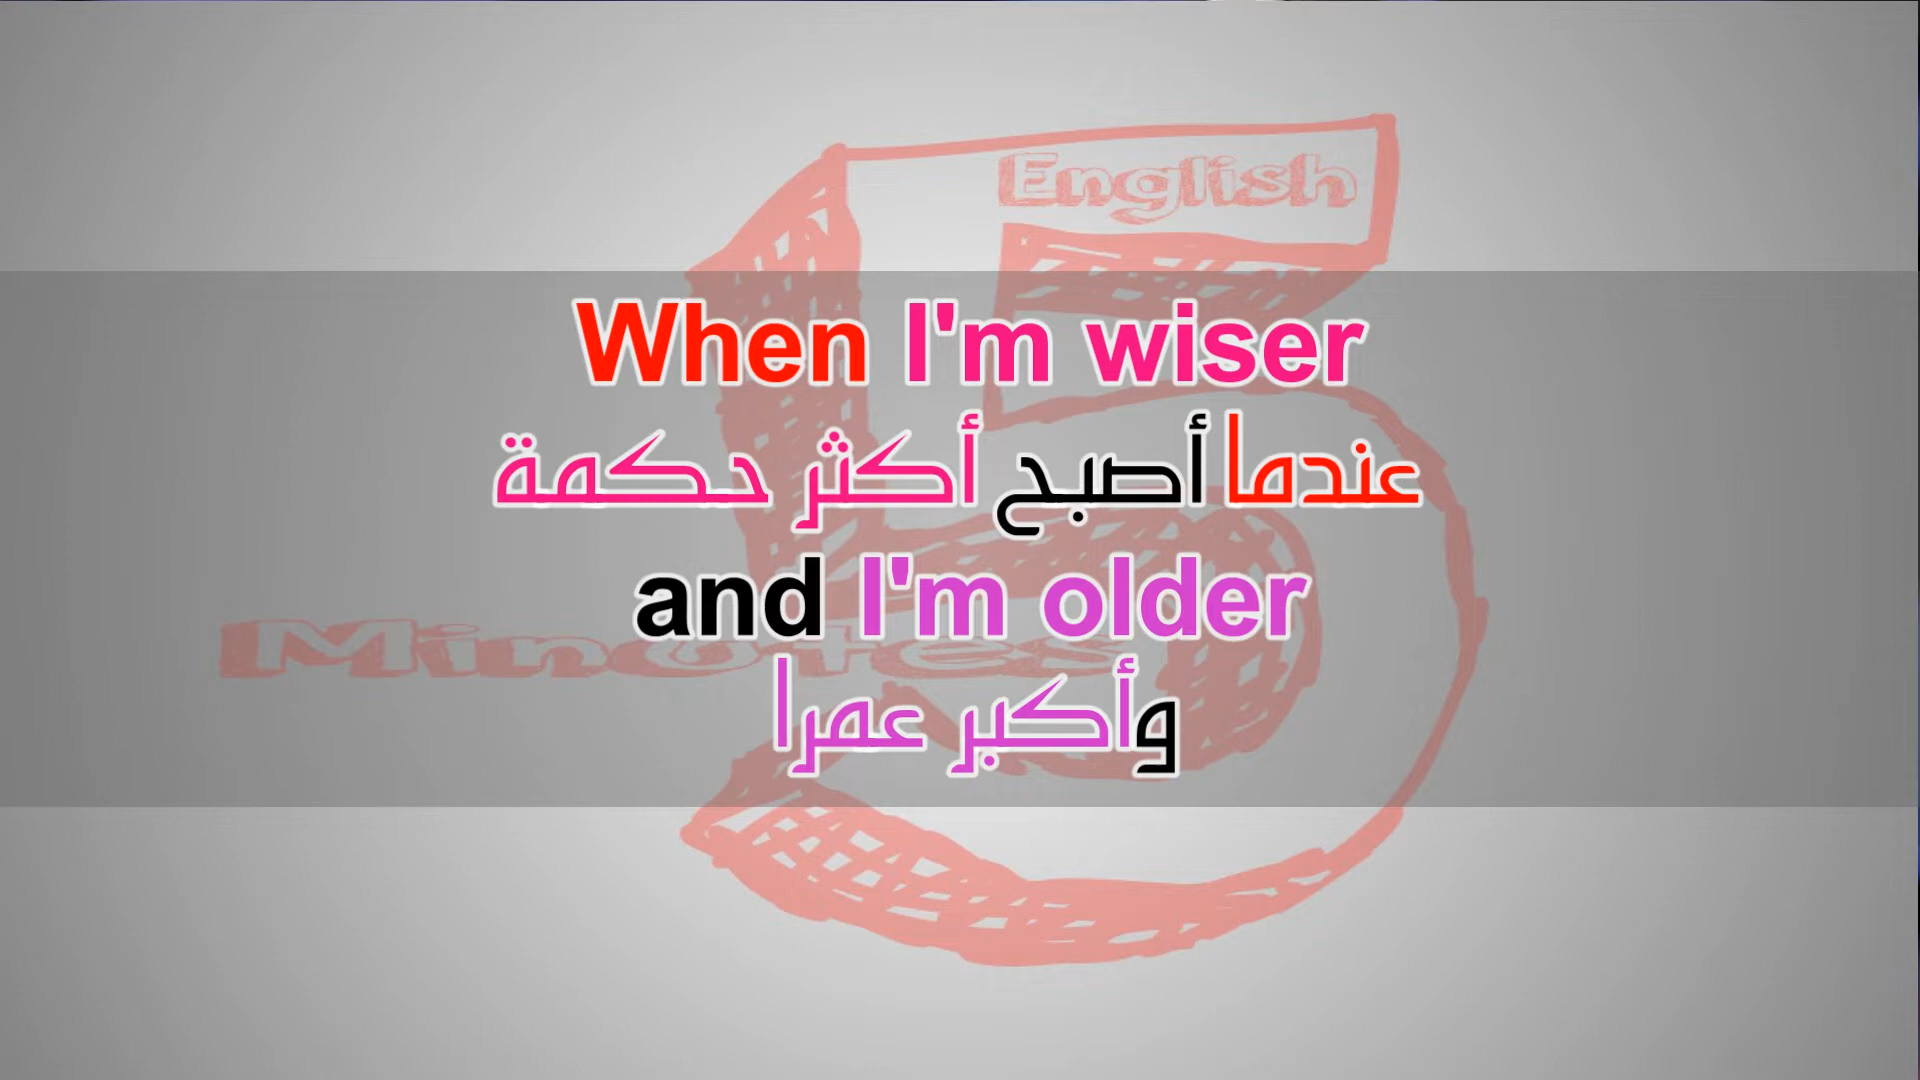 English
When I'm wiser
عندما أصبح أكثر حكمة
and I'm older
Minutes
وأكبر عمرا